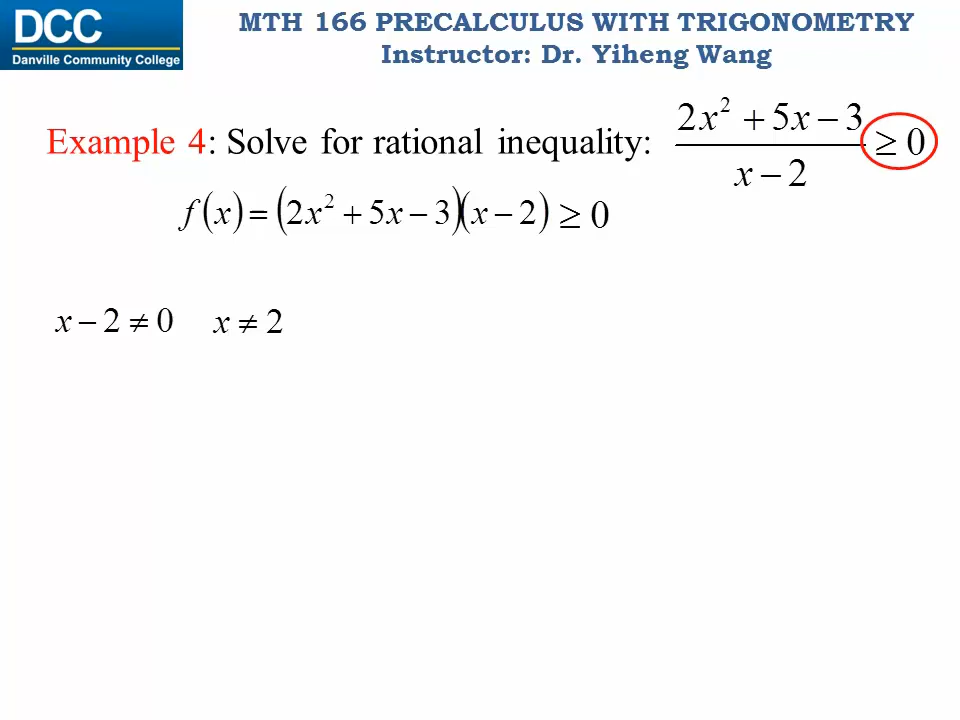 DCC
Danville Community College
MTH 166 PRECALCULUS WITH TRIGONOMETRY
Instructor: Dr. Yiheng Wang
Example 4: Solve for rational inequality: (2x² + 5x − 3)/(x − 2) ≥ 0
f(x) = (2x² + 5x − 3)(x − 2) ≥ 0
x − 2 ≠ 0 x ≠ 2